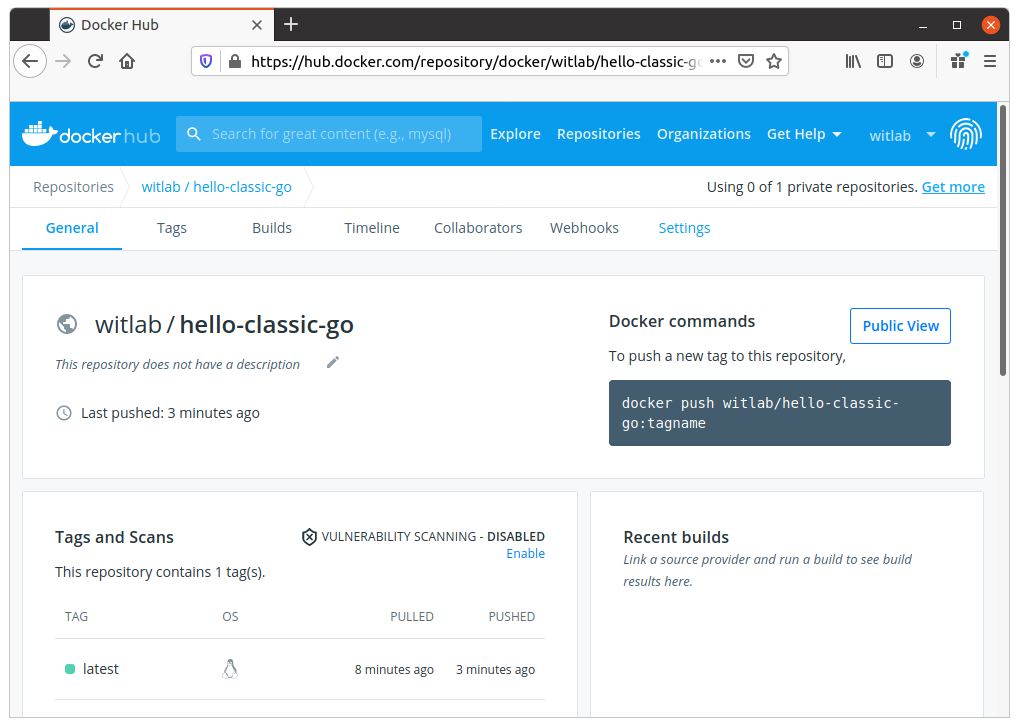 Docker Hub
https://hub.docker.com/repository/docker/witlab/hello-classic-go
dockerhub
Search for great content (e.g., mysql)
Explore
Repositories
Organizations
Get Help
witlab
Repositories
witlab / hello-classic-go
Using 0 of 1 private repositories. Get more
General
Tags
Builds
Timeline
Collaborators
Webhooks
Settings
witlab / hello-classic-go
This repository does not have a description
Last pushed: 3 minutes ago
Docker commands
Public View
To push a new tag to this repository,
docker push witlab/hello-classic-
go:tagname
Tags and Scans
VULNERABILITY SCANNING - DISABLED
Enable
This repository contains 1 tag(s).
TAG OS PULLED PUSHED
latest 8 minutes ago 3 minutes ago
Recent builds
Link a source provider and run a build to see build
results here.